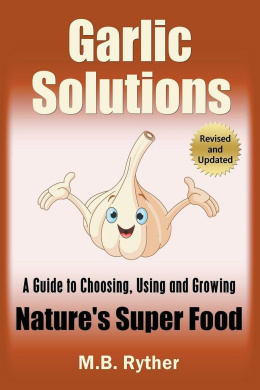 Garlic
Solutions
Revised
and
Updated
A Guide to Choosing, Using and Growing
Nature's Super Food
M.B. Ryther